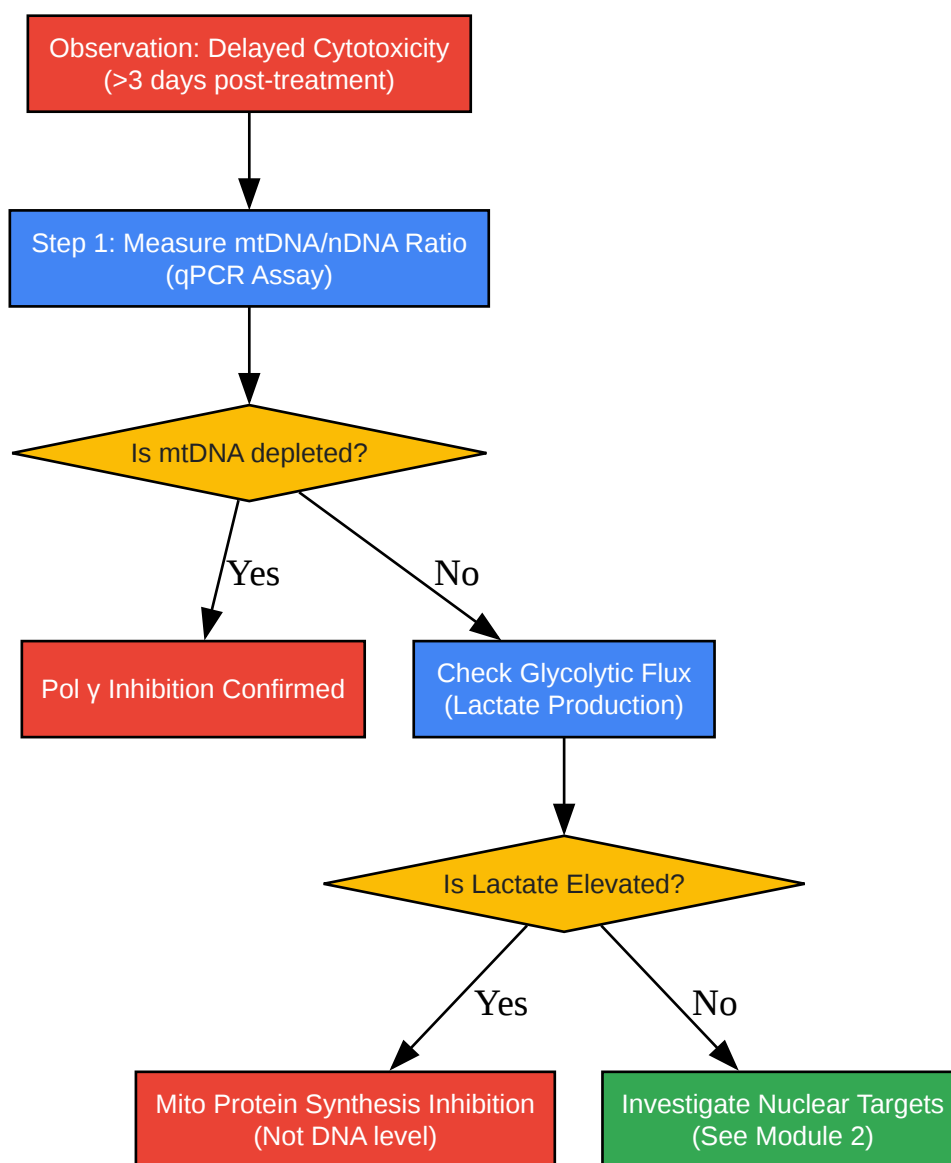 Observation: Delayed Cytotoxicity
(>3 days post-treatment)
Step 1: Measure mtDNA/nDNA Ratio
(qPCR Assay)
Is mtDNA depleted?
Yes
No
Pol γ Inhibition Confirmed
Check Glycolytic Flux
(Lactate Production)
Is Lactate Elevated?
Yes
No
Mito Protein Synthesis Inhibition
(Not DNA level)
Investigate Nuclear Targets
(See Module 2)